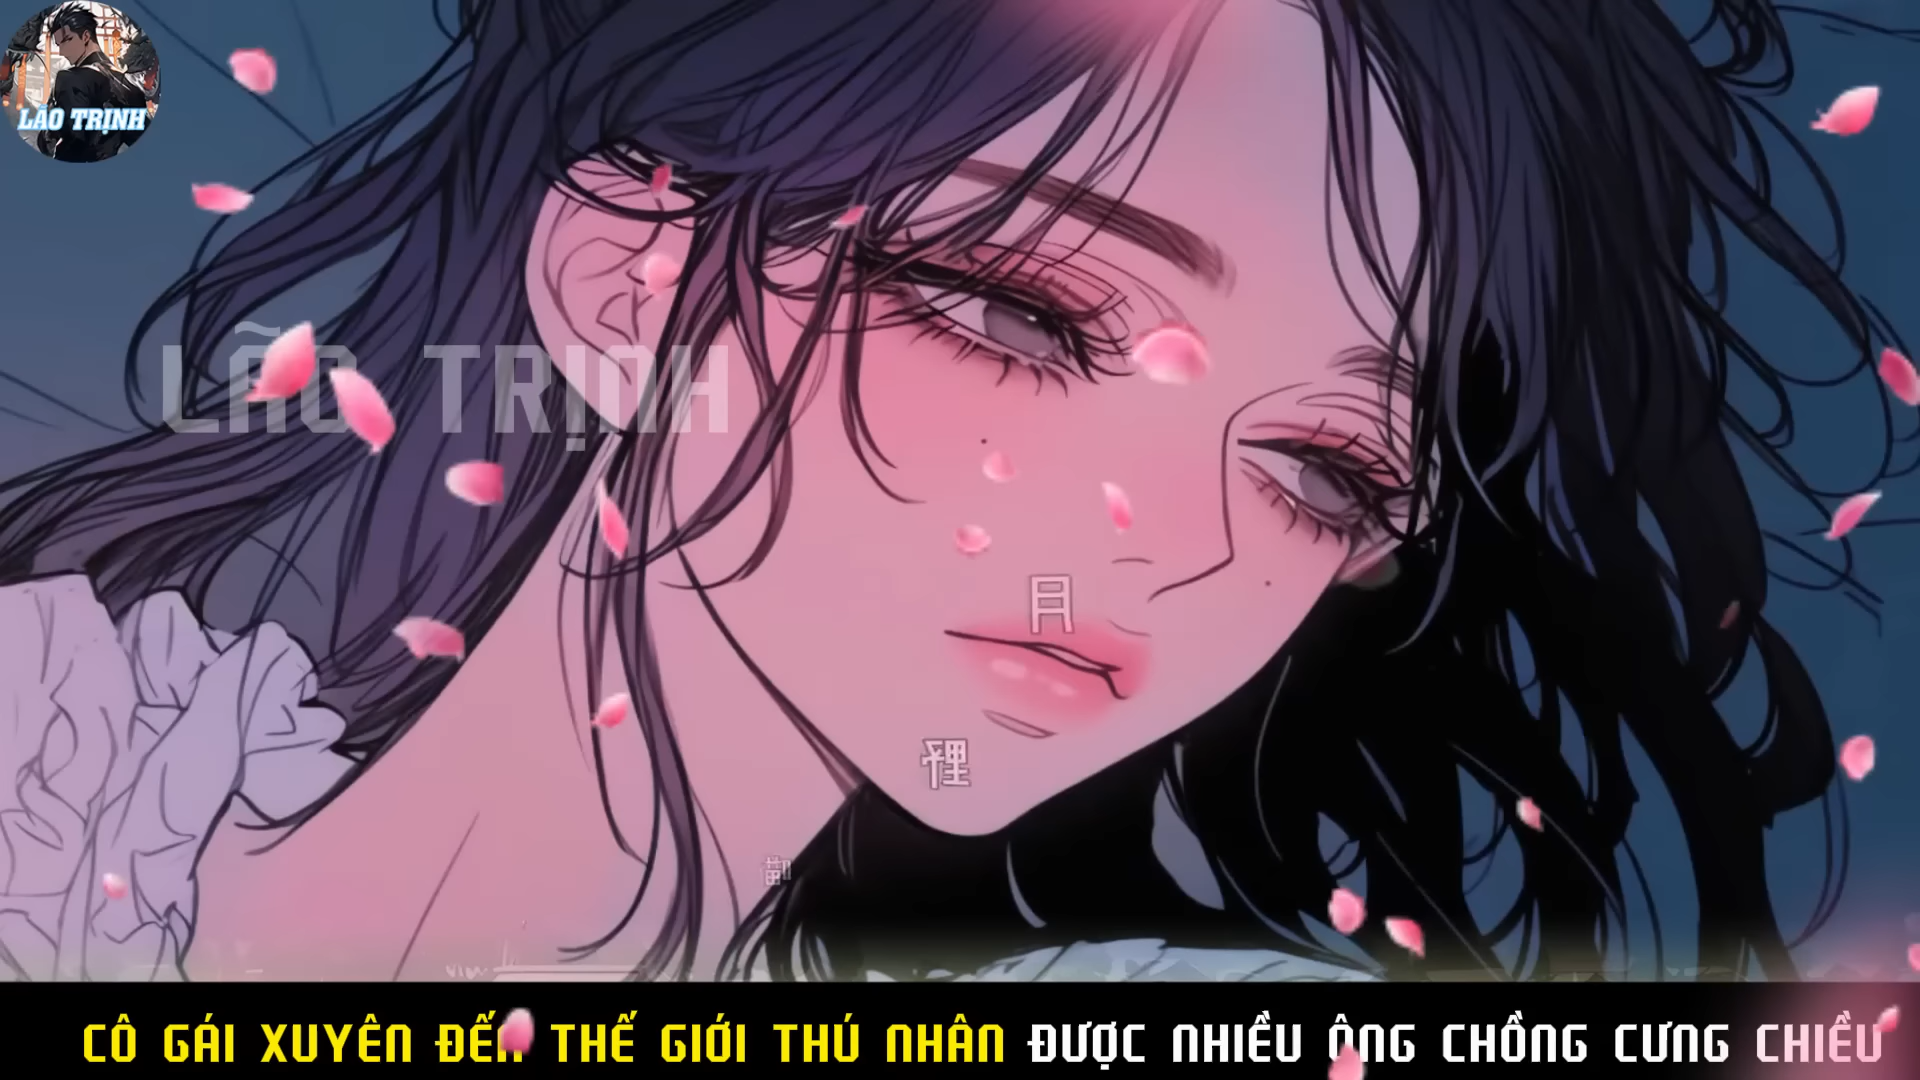 LÃO TRỊNH
LÃO TRỊNH
月
裡
CÔ GÁI XUYÊN ĐẾN THẾ GIỚI THÚ NHÂN ĐƯỢC NHIỀU ÔNG CHỒNG CƯNG CHIỀU